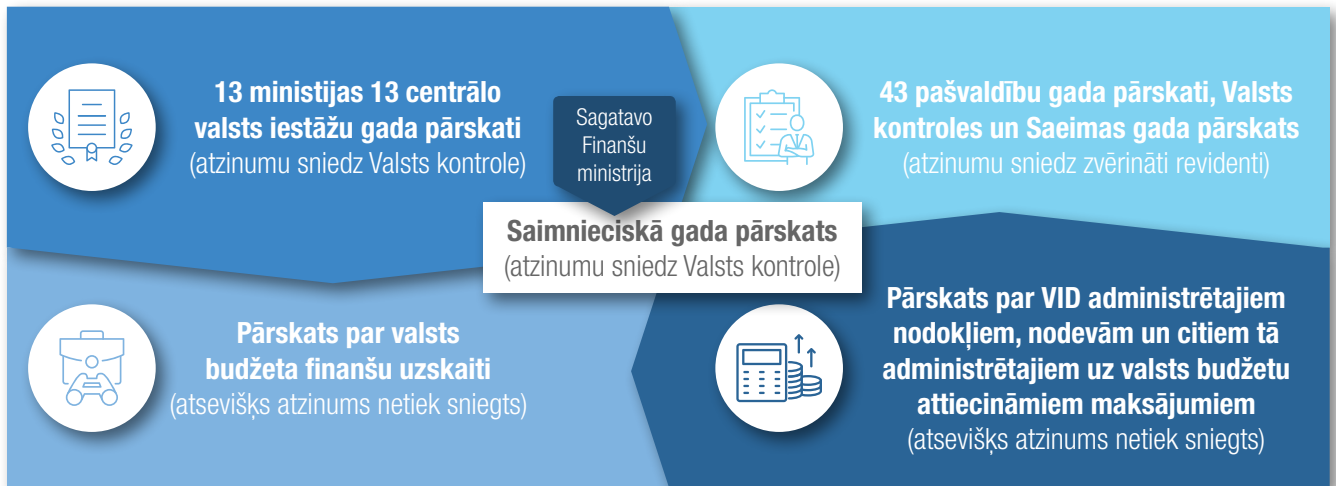 13 ministijas 13 centrālo
valsts iestāžu gada pārskati
(atzinumu sniedz Valsts kontrole)
Sagatavo
Finanšu
ministrija
43 pašvaldību gada pārskati, Valsts
kontroles un Saeimas gada pārskats
(atzinumu sniedz zvērināti revidenti)
Saimnieciskā gada pārskats
(atzinumu sniedz Valsts kontrole)
Pārskats par valsts
budžeta finanšu uzskaiti
(atsevišķs atzinums netiek sniegts)
Pārskats par VID administrētajiem
nodokļiem, nodevām un citiem tā
administrētajiem uz valsts budžetu
attiecināmiem maksājumiem
(atsevišķs atzinums netiek sniegts)